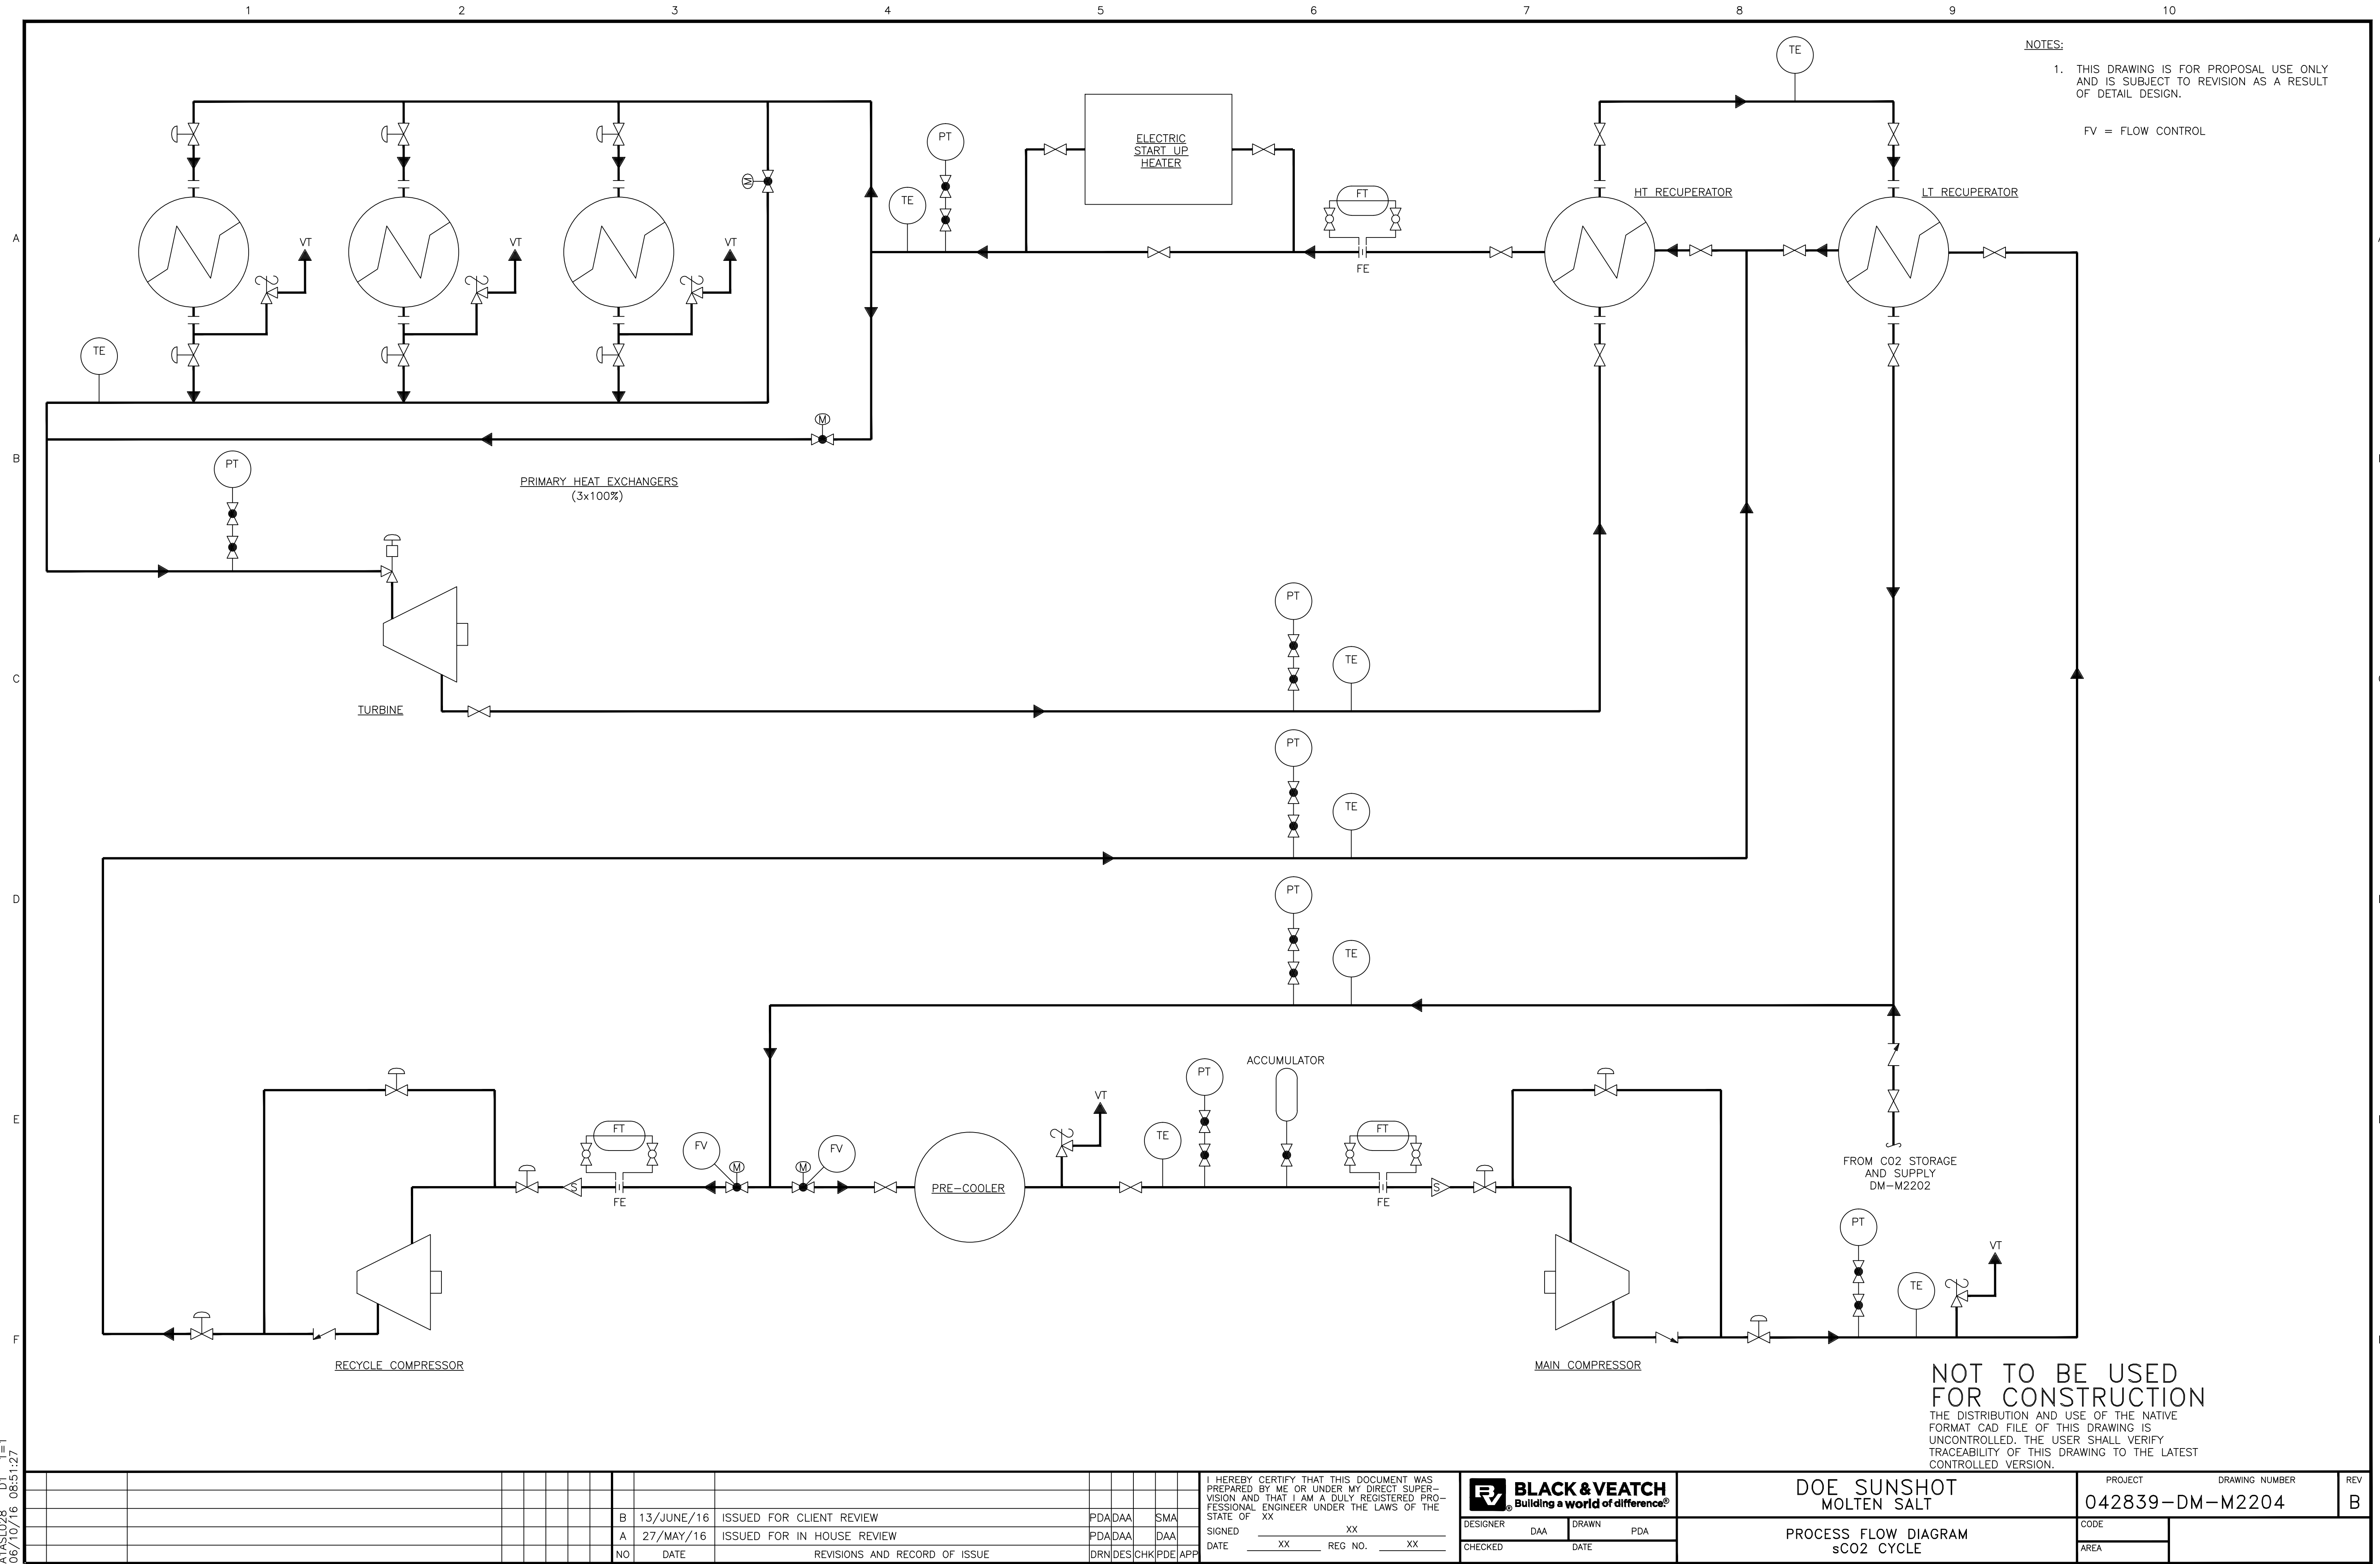 1 2 3 4 5 6 7 8 9 10
NOTES:
1. THIS DRAWING IS FOR PROPOSAL USE ONLY
AND IS SUBJECT TO REVISION AS A RESULT
OF DETAIL DESIGN.
FV = FLOW CONTROL
TE
PT
ELECTRIC
START UP
HEATER
TE
FT
FE
HT RECUPERATOR
LT RECUPERATOR
A
VT
VT
VT
M
TE
M
B
PT
PRIMARY HEAT EXCHANGERS
(3x100%)
PT
TE
C
TURBINE
PT
TE
D
PT
TE
E
ACCUMULATOR
PT
VT
FT
FV
FV
TE
FT
M
M
S
FE
PRE-COOLER
FE
S
FROM CO2 STORAGE
AND SUPPLY
DM-M2202
PT
VT
TE
F
RECYCLE COMPRESSOR
MAIN COMPRESSOR
NOT TO BE USED
FOR CONSTRUCTION
THE DISTRIBUTION AND USE OF THE NATIVE
FORMAT CAD FILE OF THIS DRAWING IS
UNCONTROLLED. THE USER SHALL VERIFY
TRACEABILITY OF THIS DRAWING TO THE LATEST
CONTROLLED VERSION.
06/10/16 08:51:27
B 13/JUNE/16 ISSUED FOR CLIENT REVIEW PDA DAA SMA
A 27/MAY/16 ISSUED FOR IN HOUSE REVIEW PDA DAA DAA
NO DATE REVISIONS AND RECORD OF ISSUE DRN DES CHK PDE APP
I HEREBY CERTIFY THAT THIS DOCUMENT WAS
PREPARED BY ME OR UNDER MY DIRECT SUPER-
VISION AND THAT I AM A DULY REGISTERED PRO-
FESSIONAL ENGINEER UNDER THE LAWS OF THE
STATE OF XX
SIGNED XX
DATE XX REG NO. XX
BV
BLACK & VEATCH
Building a world of difference®
DESIGNER DAA DRAWN PDA
CHECKED DATE
DOE SUNSHOT
MOLTEN SALT
PROCESS FLOW DIAGRAM
sCO2 CYCLE
PROJECT DRAWING NUMBER REV
042839-DM-M2204 B
CODE
AREA